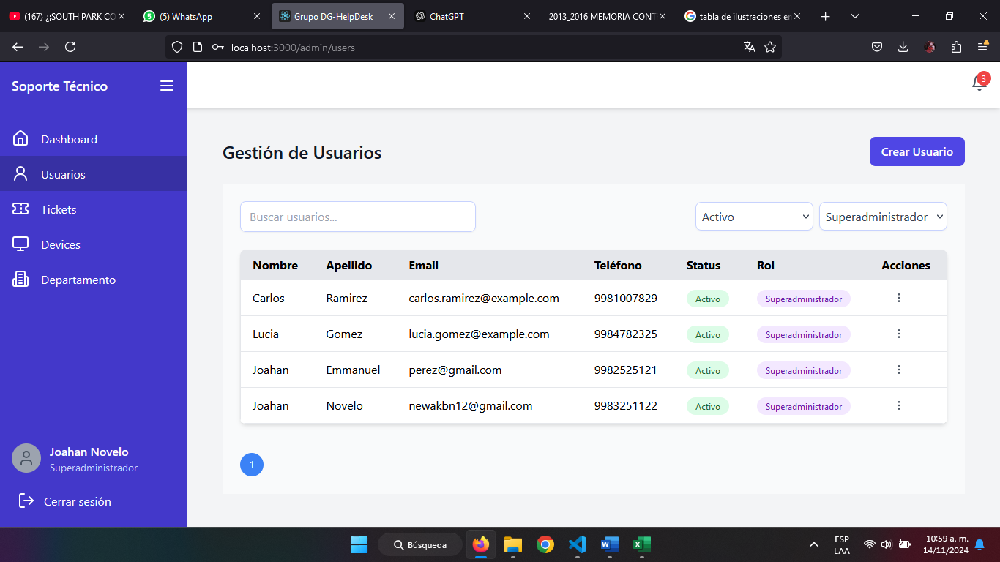 (167) ¿¡SOUTH PARK CO
(5) WhatsApp
Grupo DG-HelpDesk
ChatGPT
2013_2016 MEMORIA CONTI
tabla de ilustraciones en
localhost:3000/admin/users
Soporte Técnico
3
Dashboard
Usuarios
Tickets
Devices
Departamento
Joahan Novelo
Superadministrador
Cerrar sesión
Gestión de Usuarios
Crear Usuario
Buscar usuarios...
Activo
Superadministrador
Nombre Apellido Email Teléfono Status Rol Acciones
Carlos Ramirez carlos.ramirez@example.com 9981007829 Activo Superadministrador
Lucia Gomez lucia.gomez@example.com 9984782325 Activo Superadministrador
Joahan Emmanuel perez@gmail.com 9982525121 Activo Superadministrador
Joahan Novelo newakbn12@gmail.com 9983251122 Activo Superadministrador
1
Búsqueda
ESP
LAA
10:59 a. m.
14/11/2024